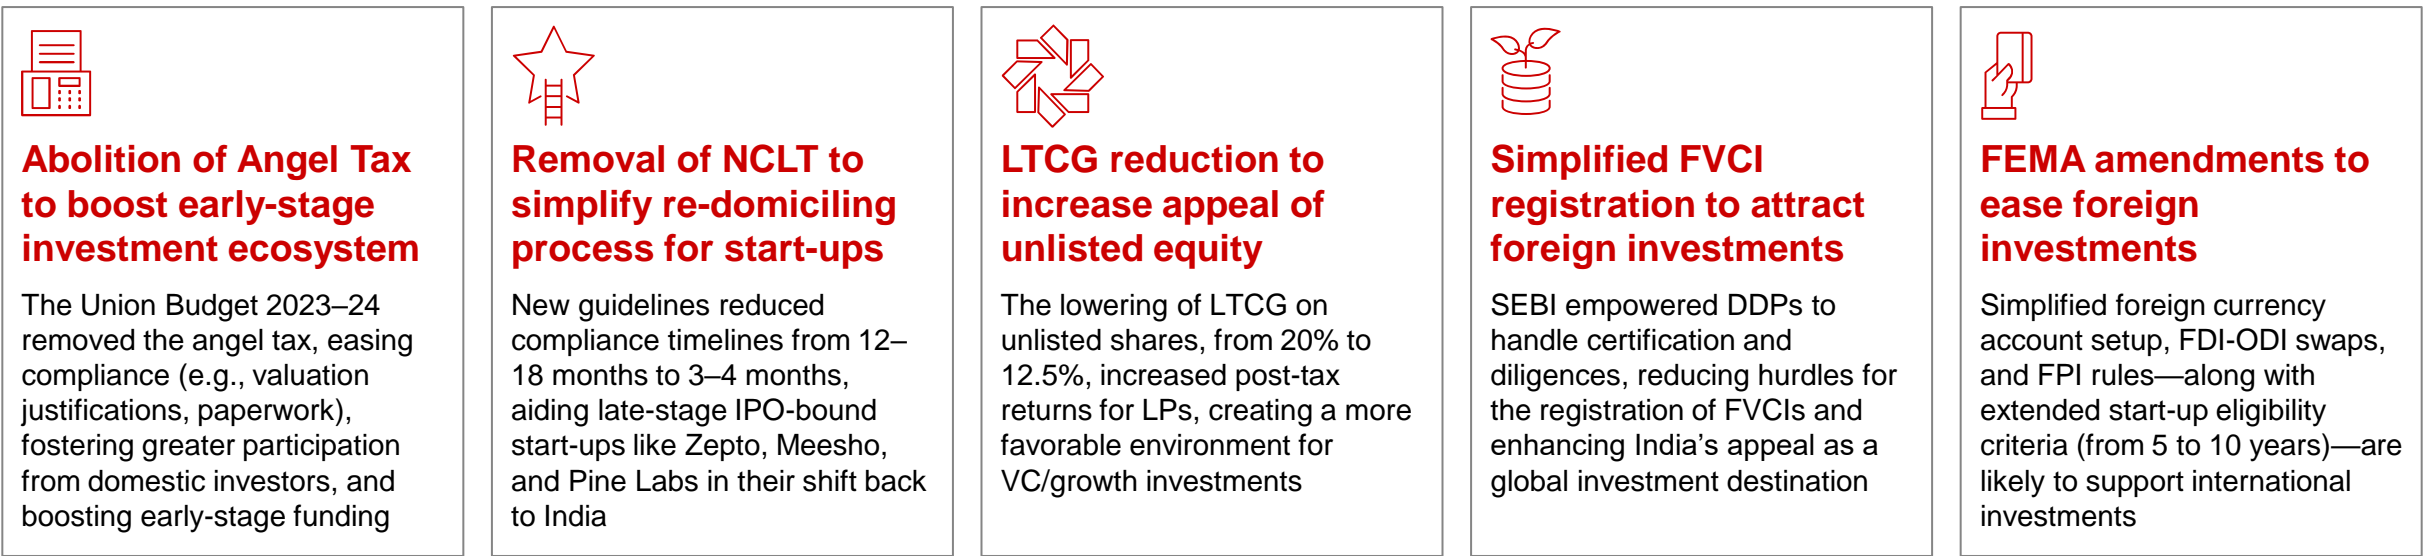 Abolition of Angel Tax
to boost early-stage
investment ecosystem
The Union Budget 2023–24
removed the angel tax, easing
compliance (e.g., valuation
justifications, paperwork),
fostering greater participation
from domestic investors, and
boosting early-stage funding
Removal of NCLT to
simplify re-domiciling
process for start-ups
New guidelines reduced
compliance timelines from 12–
18 months to 3–4 months,
aiding late-stage IPO-bound
start-ups like Zepto, Meesho,
and Pine Labs in their shift back
to India
LTCG reduction to
increase appeal of
unlisted equity
The lowering of LTCG on
unlisted shares, from 20% to
12.5%, increased post-tax
returns for LPs, creating a more
favorable environment for
VC/growth investments
Simplified FVCI
registration to attract
foreign investments
SEBI empowered DDPs to
handle certification and
diligences, reducing hurdles for
the registration of FVCIs and
enhancing India’s appeal as a
global investment destination
FEMA amendments to
ease foreign
investments
Simplified foreign currency
account setup, FDI-ODI swaps,
and FPI rules—along with
extended start-up eligibility
criteria (from 5 to 10 years)—are
likely to support international
investments